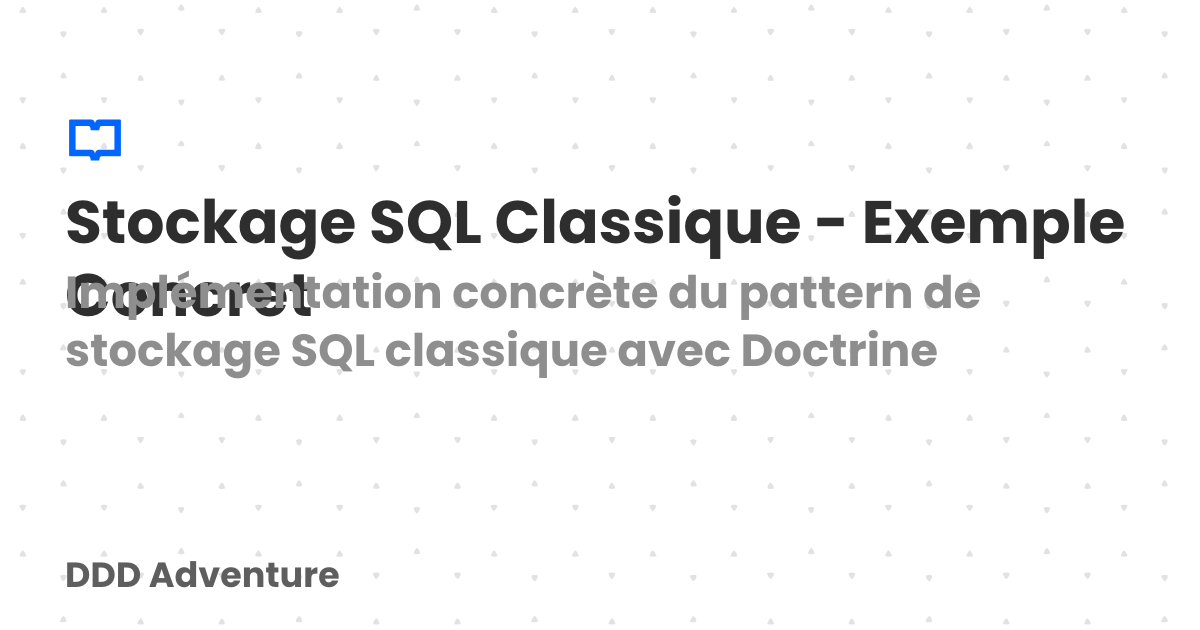 Stockage SQL Classique - Exemple
Concret
Implémentation concrète du pattern de
stockage SQL classique avec Doctrine
DDD Adventure